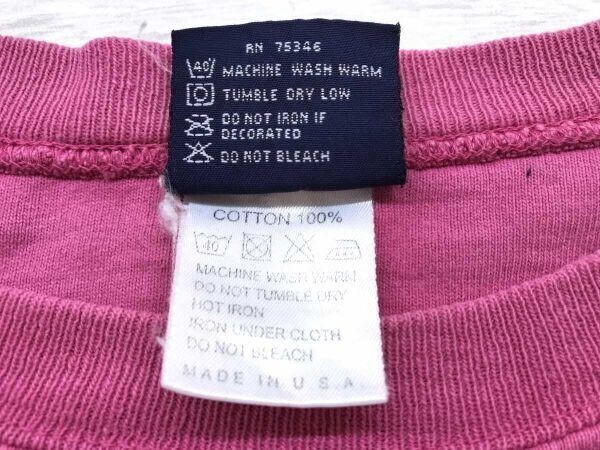 RN 75346
40° MACHINE WASH WARM
TUMBLE DRY LOW
DO NOT IRON IF
DECORATED
DO NOT BLEACH
COTTON 100%
40°
MACHINE WASH WARM
DO NOT TUMBLE DRY
HOT IRON
IRON UNDER CLOTH
DO NOT BLEACH
MADE IN U.S.A